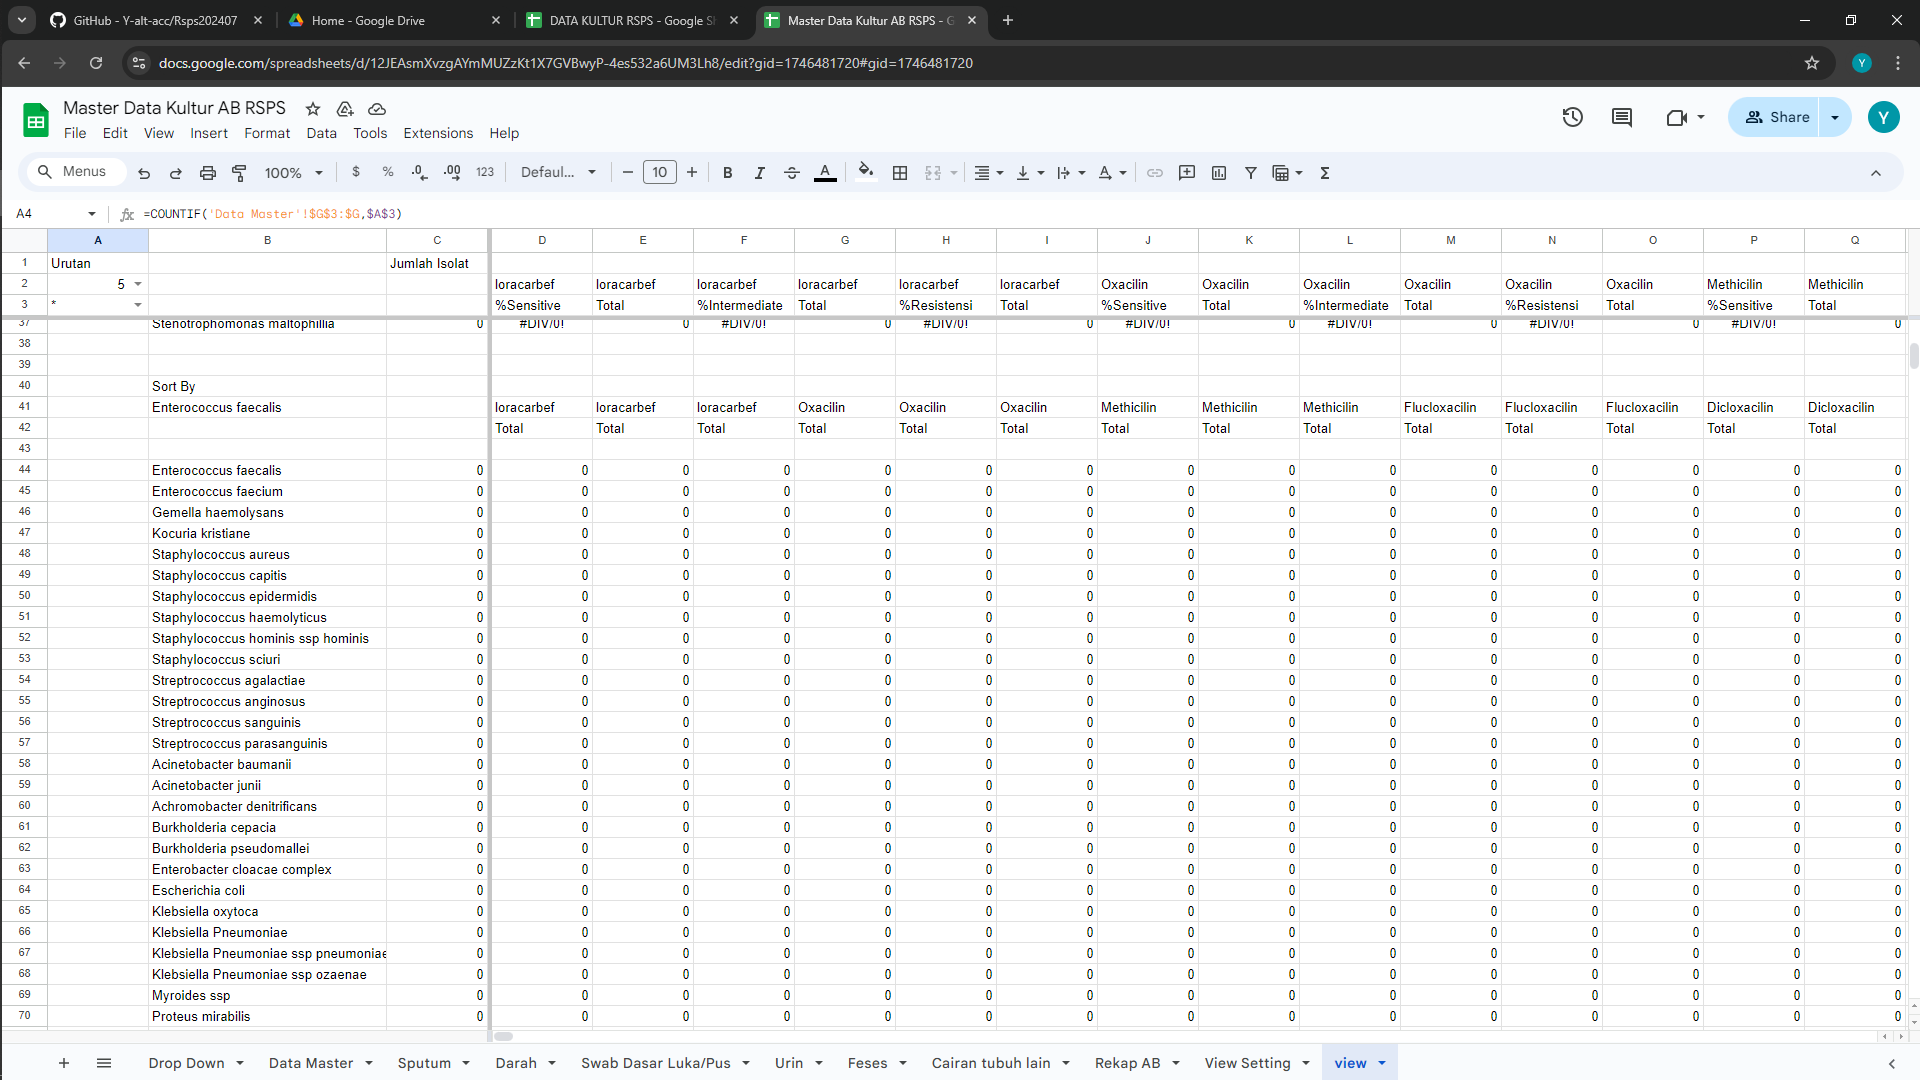 GitHub - Y-alt-acc/Rsps202407
Home - Google Drive
DATA KULTUR RSPS - Google Sh
Master Data Kultur AB RSPS - G
docs.google.com/spreadsheets/d/12JEAsmXvzgAYmMUZzKt1X7GVBwyP-4es532a6UM3Lh8/edit?gid=1746481720#gid=1746481720
Y
Master Data Kultur AB RSPS
File Edit View Insert Format Data Tools Extensions Help
Share
Y
Menus 100% $ % .0 .00 123 Defaul... 10 B I A
A4 fx =COUNTIF('Data Master'!$G$3:$G,$A$3)
A B C D E F G H I J K L M N O P Q
1 Urutan Jumlah Isolat
2 5 loracarbef loracarbef loracarbef loracarbef loracarbef loracarbef Oxacilin Oxacilin Oxacilin Oxacilin Oxacilin Oxacilin Methicilin Methicilin
3 * %Sensitive Total %Intermediate Total %Resistensi Total %Sensitive Total %Intermediate Total %Resistensi Total %Sensitive Total
37 Stenotrophomonas maltophillia 0 #DIV/0! 0 #DIV/0! 0 #DIV/0! 0 #DIV/0! 0 #DIV/0! 0 #DIV/0! 0 #DIV/0! 0
38
39
40 Sort By
41 Enterococcus faecalis loracarbef loracarbef loracarbef Oxacilin Oxacilin Oxacilin Methicilin Methicilin Methicilin Flucloxacilin Flucloxacilin Flucloxacilin Dicloxacilin Dicloxacilin
42 Total Total Total Total Total Total Total Total Total Total Total Total Total Total
43
44 Enterococcus faecalis 0 0 0 0 0 0 0 0 0 0 0 0 0 0 0
45 Enterococcus faecium 0 0 0 0 0 0 0 0 0 0 0 0 0 0 0
46 Gemella haemolysans 0 0 0 0 0 0 0 0 0 0 0 0 0 0 0
47 Kocuria kristiane 0 0 0 0 0 0 0 0 0 0 0 0 0 0 0
48 Staphylococcus aureus 0 0 0 0 0 0 0 0 0 0 0 0 0 0 0
49 Staphylococcus capitis 0 0 0 0 0 0 0 0 0 0 0 0 0 0 0
50 Staphylococcus epidermidis 0 0 0 0 0 0 0 0 0 0 0 0 0 0 0
51 Staphylococcus haemolyticus 0 0 0 0 0 0 0 0 0 0 0 0 0 0 0
52 Staphylococcus hominis ssp hominis 0 0 0 0 0 0 0 0 0 0 0 0 0 0 0
53 Staphylococcus sciuri 0 0 0 0 0 0 0 0 0 0 0 0 0 0 0
54 Streptrococcus agalactiae 0 0 0 0 0 0 0 0 0 0 0 0 0 0 0
55 Streptrococcus anginosus 0 0 0 0 0 0 0 0 0 0 0 0 0 0 0
56 Streptrococcus sanguinis 0 0 0 0 0 0 0 0 0 0 0 0 0 0 0
57 Streptrococcus parasanguinis 0 0 0 0 0 0 0 0 0 0 0 0 0 0 0
58 Acinetobacter baumanii 0 0 0 0 0 0 0 0 0 0 0 0 0 0 0
59 Acinetobacter junii 0 0 0 0 0 0 0 0 0 0 0 0 0 0 0
60 Achromobacter denitrificans 0 0 0 0 0 0 0 0 0 0 0 0 0 0 0
61 Burkholderia cepacia 0 0 0 0 0 0 0 0 0 0 0 0 0 0 0
62 Burkholderia pseudomallei 0 0 0 0 0 0 0 0 0 0 0 0 0 0 0
63 Enterobacter cloacae complex 0 0 0 0 0 0 0 0 0 0 0 0 0 0 0
64 Escherichia coli 0 0 0 0 0 0 0 0 0 0 0 0 0 0 0
65 Klebsiella oxytoca 0 0 0 0 0 0 0 0 0 0 0 0 0 0 0
66 Klebsiella Pneumoniae 0 0 0 0 0 0 0 0 0 0 0 0 0 0 0
67 Klebsiella Pneumoniae ssp pneumoniae 0 0 0 0 0 0 0 0 0 0 0 0 0 0 0
68 Klebsiella Pneumoniae ssp ozaenae 0 0 0 0 0 0 0 0 0 0 0 0 0 0 0
69 Myroides ssp 0 0 0 0 0 0 0 0 0 0 0 0 0 0 0
70 Proteus mirabilis 0 0 0 0 0 0 0 0 0 0 0 0 0 0 0
Drop Down Data Master Sputum Darah Swab Dasar Luka/Pus Urin Feses Cairan tubuh lain Rekap AB View Setting view